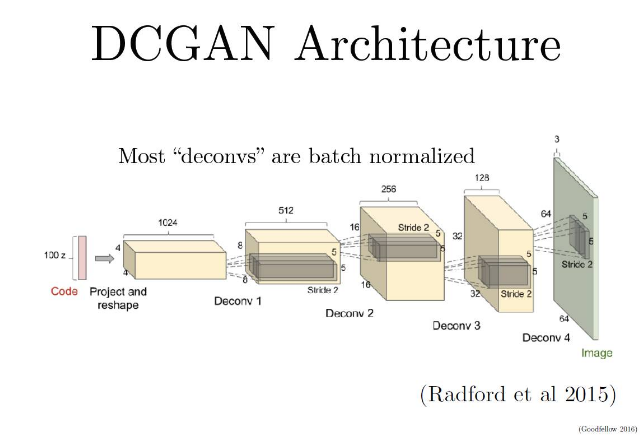 DCGAN Architecture
Most “deconvs” are batch normalized
3
128
256
512
1024
64
5
5
Stride 2
32
16
Stride 2
5
5
8
4
100 z
4
5
5
8
Stride 2
16
5
5
32
Stride 2
64
Code
Project and
reshape
Deconv 1
Deconv 2
Deconv 3
Deconv 4
Image
(Radford et al 2015)
(Goodfellow 2016)